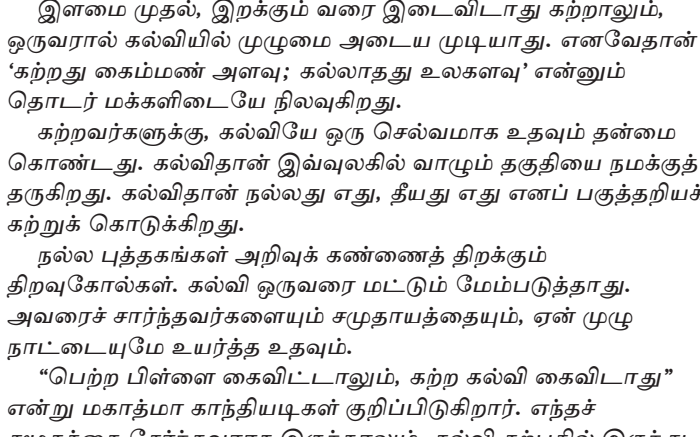 இளமை முதல், இறக்கும் வரை இடைவிடாது கற்றாலும்,
ஒருவரால் கல்வியில் முழுமை அடைய முடியாது. எனவேதான்
‘கற்றது கைம்மண் அளவு; கல்லாதது உலகளவு’ என்னும்
தொடர் மக்களிடையே நிலவுகிறது.
கற்றவர்களுக்கு, கல்வியே ஒரு செல்வமாக உதவும் தன்மை
கொண்டது. கல்விதான் இவ்வுலகில் வாழும் தகுதியை நமக்குத்
தருகிறது. கல்விதான் நல்லது எது, தீயது எது எனப் பகுத்தறியச்
கற்றுக் கொடுக்கிறது.
நல்ல புத்தகங்கள் அறிவுக் கண்ணைத் திறக்கும்
திறவுகோல்கள். கல்வி ஒருவரை மட்டும் மேம்படுத்தாது.
அவரைச் சார்ந்தவர்களையும் சமுதாயத்தையும், ஏன் முழு
நாட்டையுமே உயர்த்த உதவும்.
“பெற்ற பிள்ளை கைவிட்டாலும், கற்ற கல்வி கைவிடாது”
என்று மகாத்மா காந்தியடிகள் குறிப்பிடுகிறார். எந்தச்